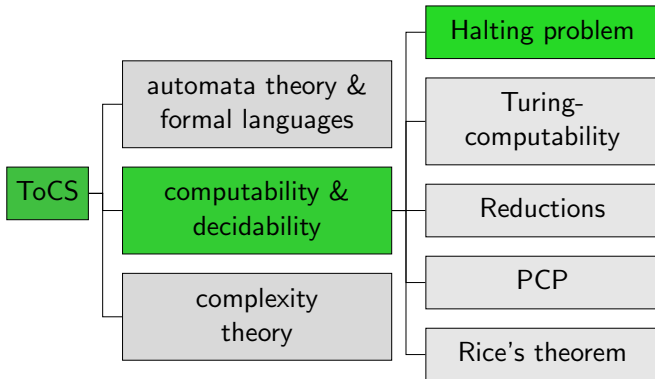 ToCS
automata theory &
formal languages
computability &
decidability
complexity
theory
Halting problem
Turing-
computability
Reductions
PCP
Rice's theorem